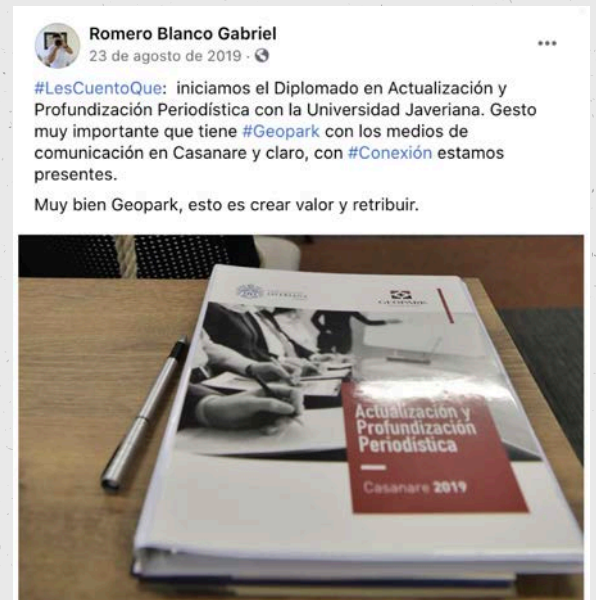 Romero Blanco Gabriel
23 de agosto de 2019 ·
#LesCuentoQue: iniciamos el Diplomado en Actualización y
Profundización Periodística con la Universidad Javeriana. Gesto
muy importante que tiene #Geopark con los medios de
comunicación en Casanare y claro, con #Conexión estamos
presentes.
Muy bien Geopark, esto es crear valor y retribuir.
JAVERIANA
GEOPARK
Actualización y
Profundización
Periodística
Casanare 2019